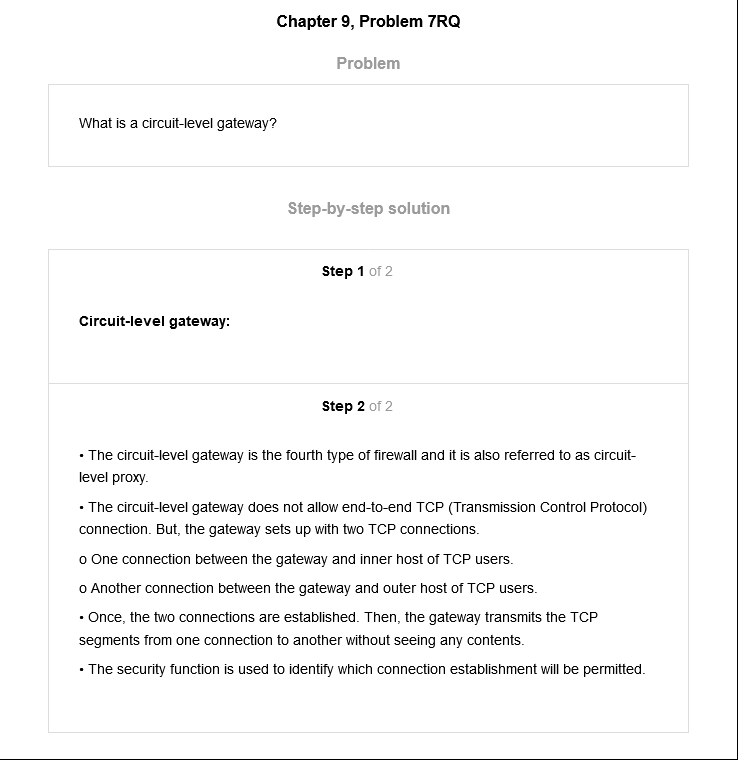 Chapter 9, Problem 7RQ
Problem
What is a circuit-level gateway?
Step-by-step solution
Step 1 of 2
Circuit-level gateway:
Step 2 of 2
• The circuit-level gateway is the fourth type of firewall and it is also referred to as circuit-
level proxy.
• The circuit-level gateway does not allow end-to-end TCP (Transmission Control Protocol)
connection. But, the gateway sets up with two TCP connections.
o One connection between the gateway and inner host of TCP users.
o Another connection between the gateway and outer host of TCP users.
• Once, the two connections are established. Then, the gateway transmits the TCP
segments from one connection to another without seeing any contents.
• The security function is used to identify which connection establishment will be permitted.